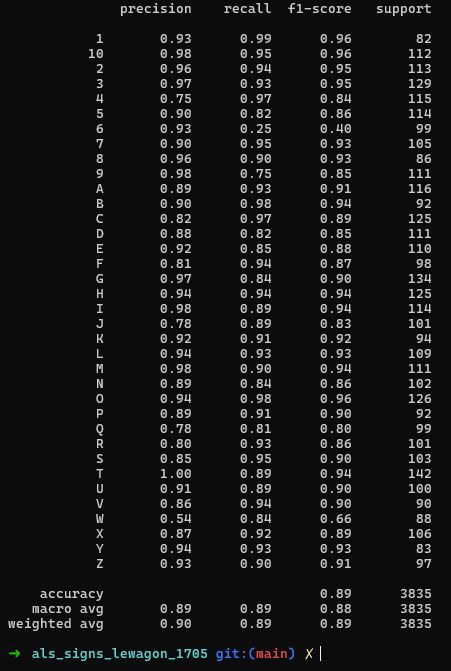 precision recall f1-score support
1 0.93 0.99 0.96 82
10 0.98 0.95 0.96 112
2 0.96 0.94 0.95 113
3 0.97 0.93 0.95 129
4 0.75 0.97 0.84 115
5 0.90 0.82 0.86 114
6 0.93 0.25 0.40 99
7 0.90 0.95 0.93 105
8 0.96 0.90 0.93 86
9 0.98 0.75 0.85 111
A 0.89 0.93 0.91 116
B 0.90 0.98 0.94 92
C 0.82 0.97 0.89 125
D 0.88 0.82 0.85 111
E 0.92 0.85 0.88 110
F 0.81 0.94 0.87 98
G 0.97 0.84 0.90 134
H 0.94 0.94 0.94 125
I 0.98 0.89 0.94 114
J 0.78 0.89 0.83 101
K 0.92 0.91 0.92 94
L 0.94 0.93 0.93 109
M 0.98 0.90 0.94 111
N 0.89 0.84 0.86 102
O 0.94 0.98 0.96 126
P 0.89 0.91 0.90 92
Q 0.78 0.81 0.80 99
R 0.80 0.93 0.86 101
S 0.85 0.95 0.90 103
T 1.00 0.89 0.94 142
U 0.91 0.89 0.90 100
V 0.86 0.94 0.90 90
W 0.54 0.84 0.66 88
X 0.87 0.92 0.89 106
Y 0.94 0.93 0.93 83
Z 0.93 0.90 0.91 97
accuracy 0.89 3835
macro avg 0.89 0.89 0.88 3835
weighted avg 0.90 0.89 0.89 3835
→ als_signs_lewagon_1705 git:(main) ✗